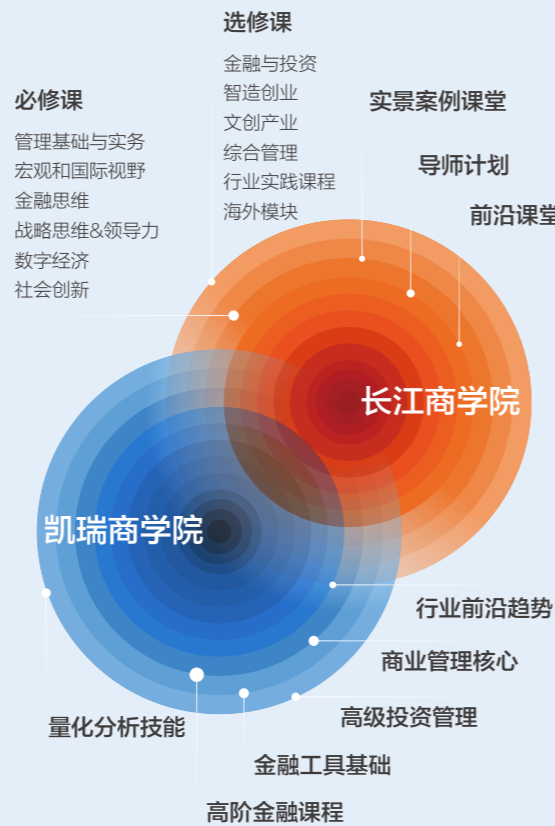 选修课
金融与投资
智造创业
文创产业
综合管理
行业实践课程
海外模块
必修课
管理基础与实务
宏观和国际视野
金融思维
战略思维&领导力
数字经济
社会创新
实景案例课堂
导师计划
前沿课堂
长江商学院
凯瑞商学院
行业前沿趋势
商业管理核心
高级投资管理
量化分析技能
金融工具基础
高阶金融课程